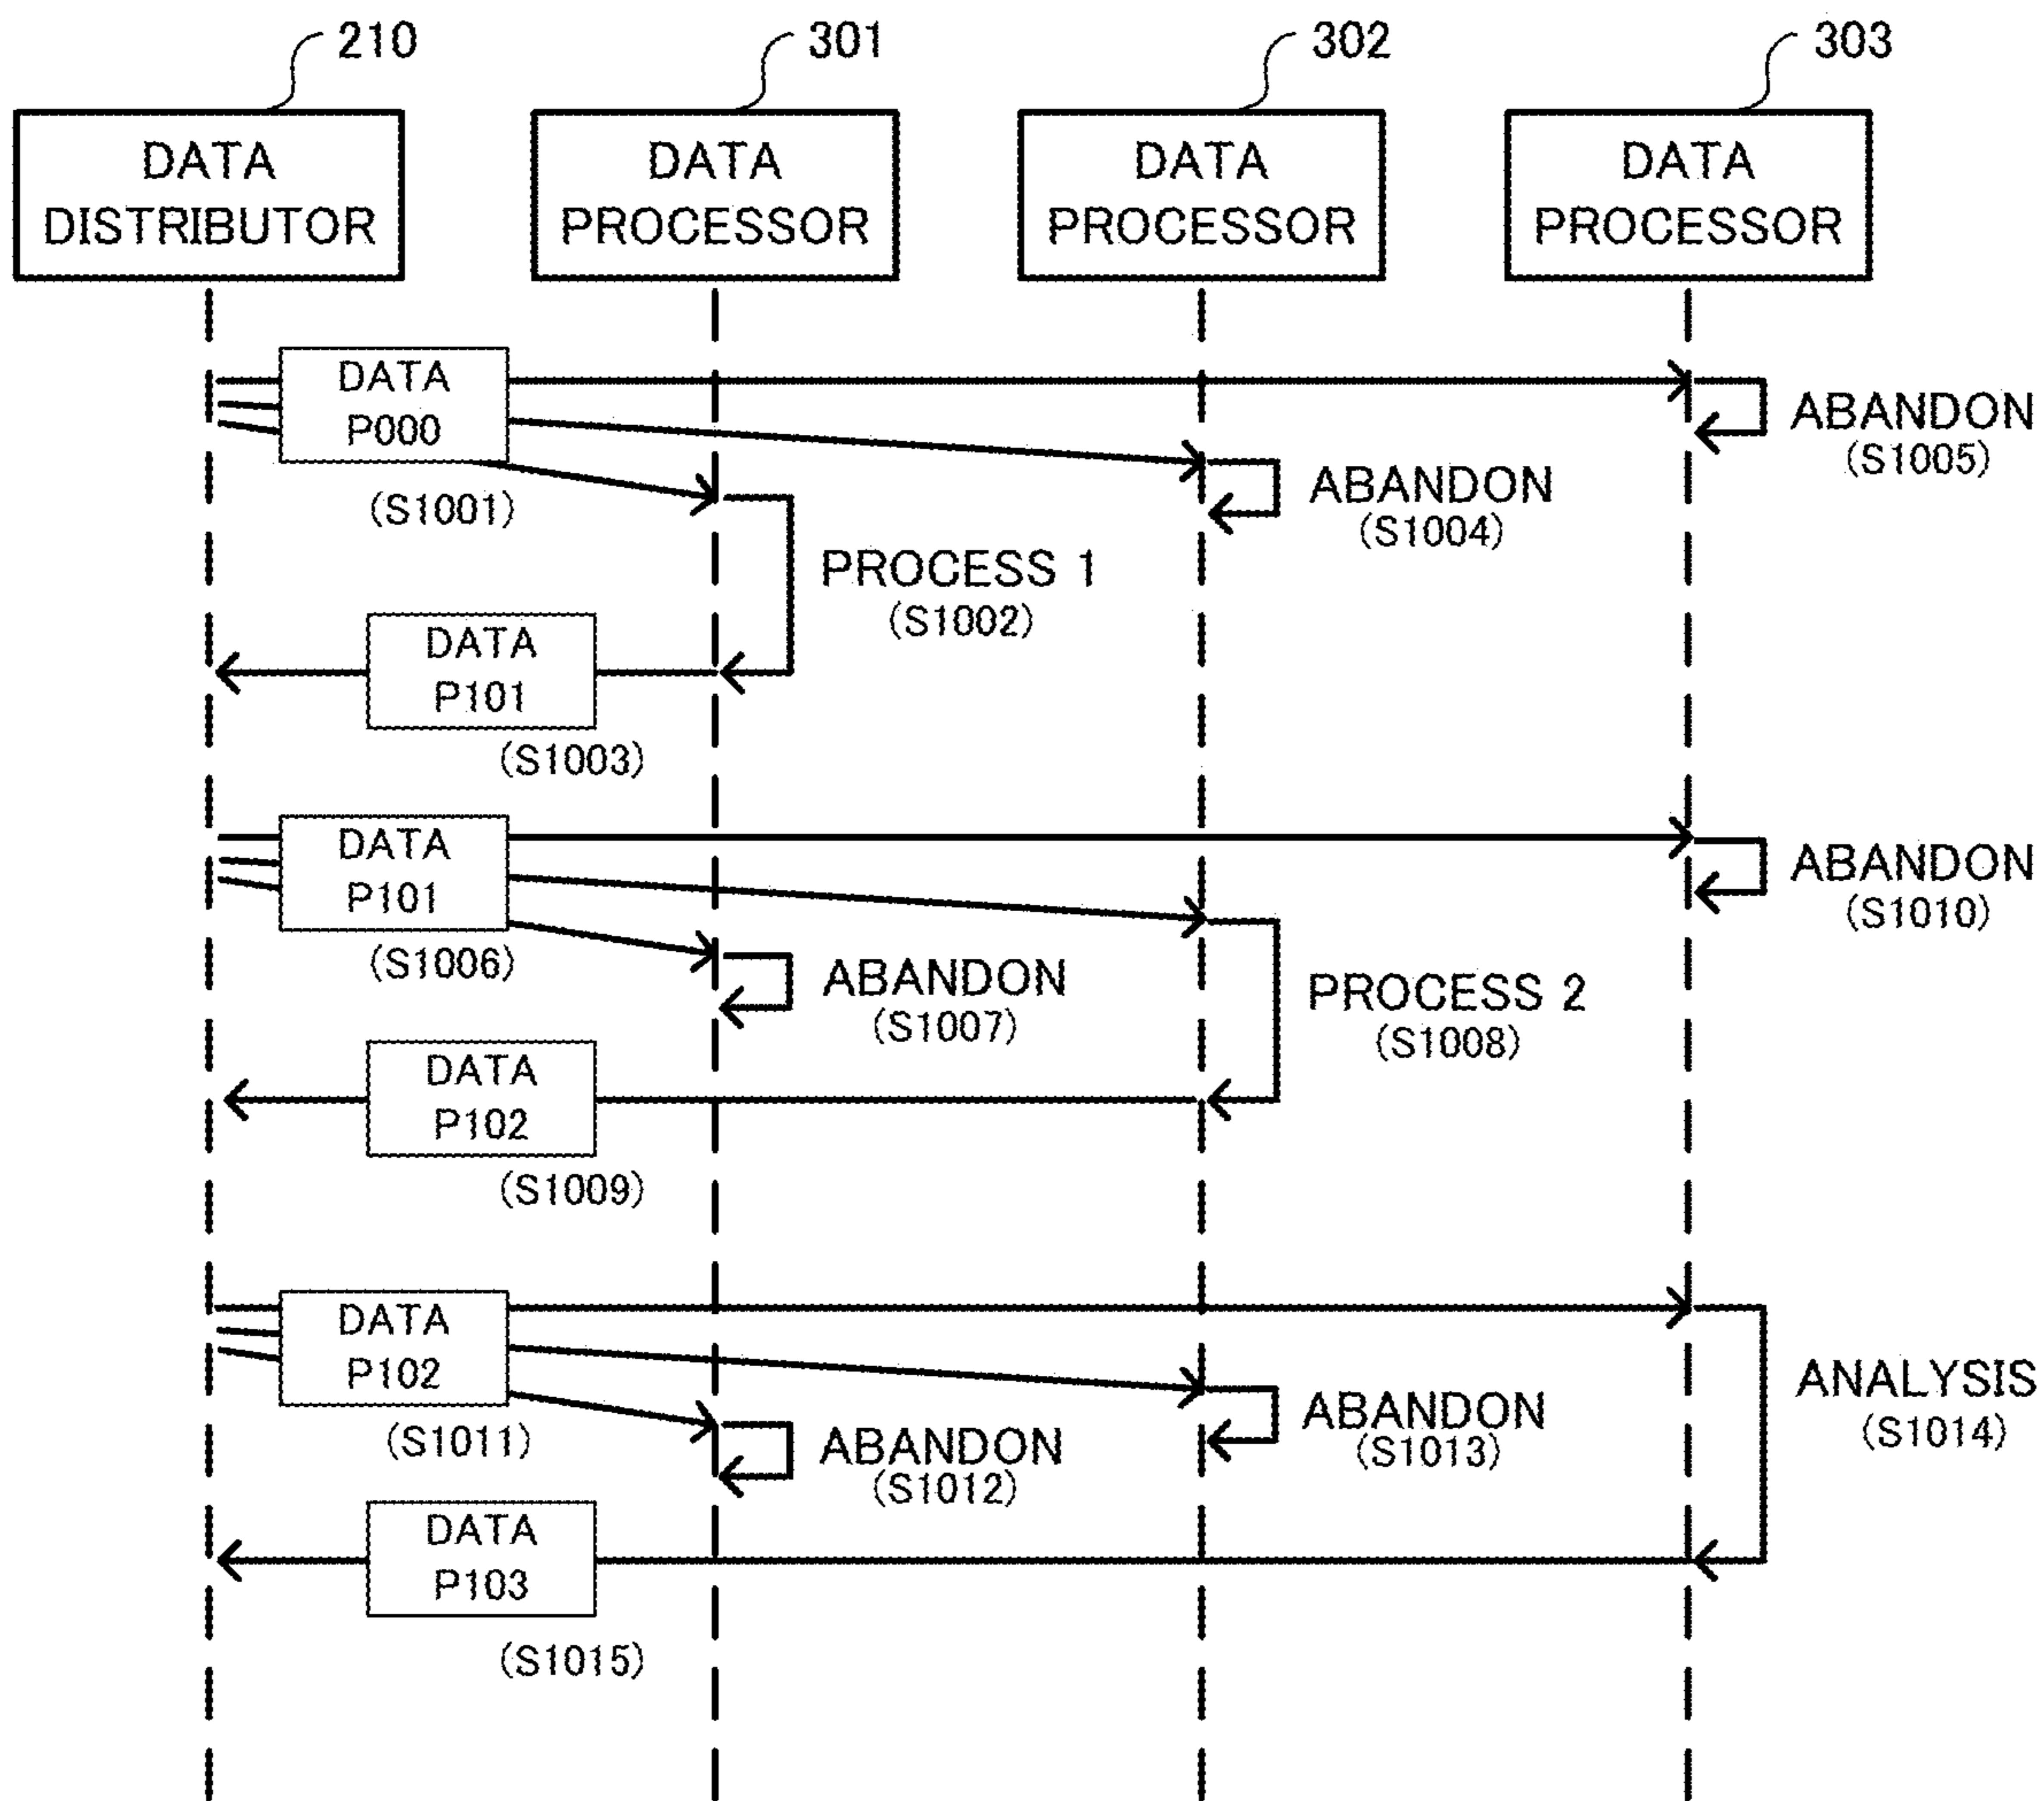 210
301
302
303
DATA
DISTRIBUTOR
DATA
PROCESSOR
DATA
PROCESSOR
DATA
PROCESSOR
DATA
P000
(S1001)
ABANDON
(S1005)
ABANDON
(S1004)
PROCESS 1
(S1002)
DATA
P101
(S1003)
DATA
P101
(S1006)
ABANDON
(S1010)
ABANDON
(S1007)
PROCESS 2
(S1008)
DATA
P102
(S1009)
DATA
P102
(S1011)
ABANDON
(S1012)
ABANDON
(S1013)
ANALYSIS
(S1014)
DATA
P103
(S1015)